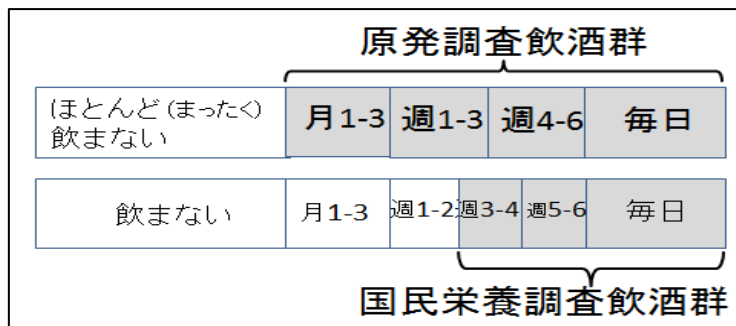 原発調査飲酒群
ほとんど(まったく)
飲まない
月1-3
週1-3
週4-6
毎日
飲まない
月1-3
週1-2
週3-4
週5-6
毎日
国民栄養調査飲酒群